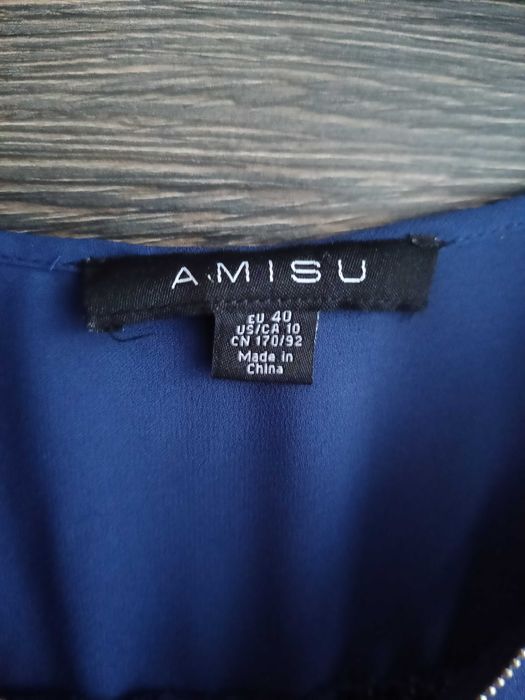 AMISU
EU 40
US/CA 10
CN 170/92
Made in
China